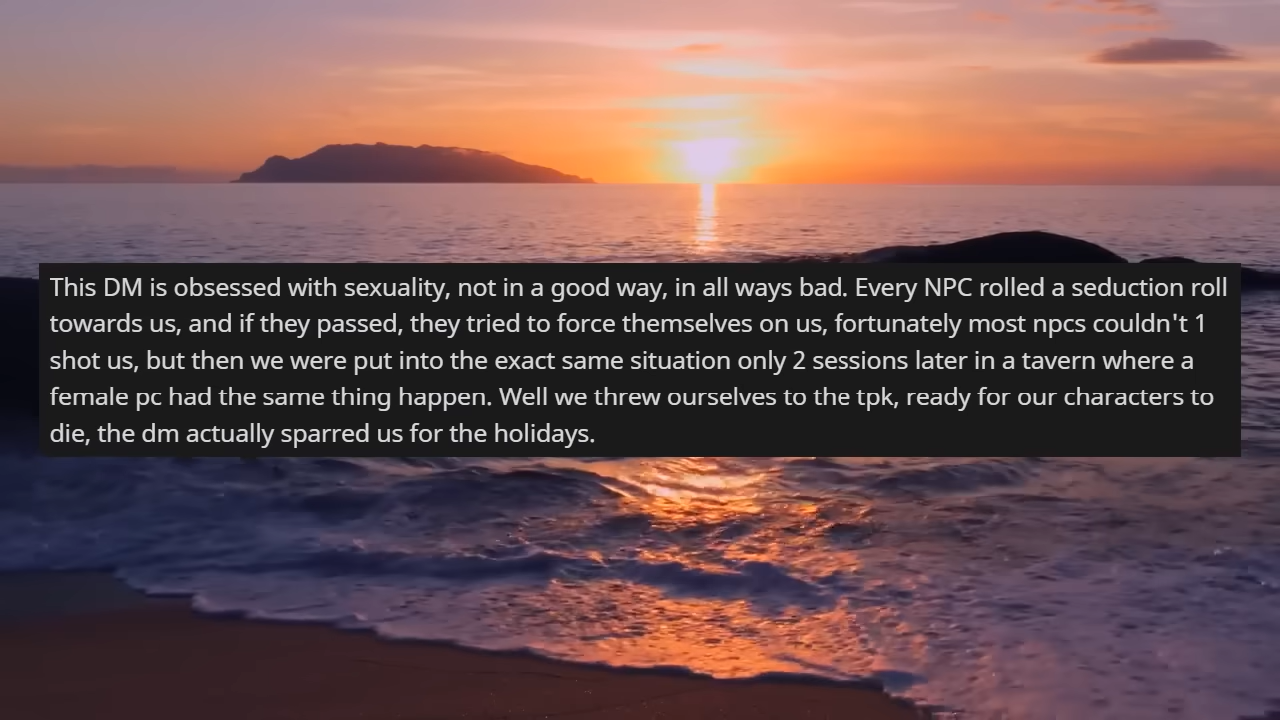 This DM is obsessed with sexuality, not in a good way, in all ways bad. Every NPC rolled a seduction roll
towards us, and if they passed, they tried to force themselves on us, fortunately most npcs couldn't 1
shot us, but then we were put into the exact same situation only 2 sessions later in a tavern where a
female pc had the same thing happen. Well we threw ourselves to the tpk, ready for our characters to
die, the dm actually sparred us for the holidays.